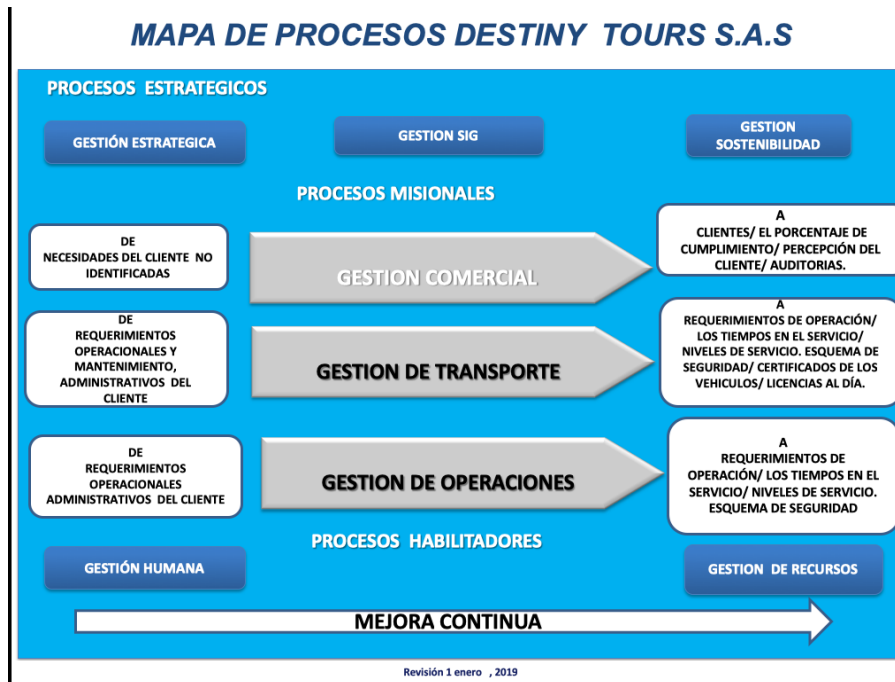 MAPA DE PROCESOS DESTINY TOURS S.A.S
PROCESOS ESTRATEGICOS
GESTIÓN ESTRATEGICA
GESTION SIG
GESTION
SOSTENIBILIDAD
PROCESOS MISIONALES
DE
NECESIDADES DEL CLIENTE NO
IDENTIFICADAS
GESTION COMERCIAL
A
CLIENTES/ EL PORCENTAJE DE
CUMPLIMIENTO/ PERCEPCIÓN DEL
CLIENTE/ AUDITORIAS.
DE
REQUERIMIENTOS
OPERACIONALES Y
MANTENIMIENTO,
ADMINISTRATIVOS DEL
CLIENTE
GESTION DE TRANSPORTE
A
REQUERIMIENTOS DE OPERACIÓN/
LOS TIEMPOS EN EL SERVICIO/
NIVELES DE SERVICIO. ESQUEMA DE
SEGURIDAD/ CERTIFICADOS DE LOS
VEHICULOS/ LICENCIAS AL DÍA.
DE
REQUERIMIENTOS
OPERACIONALES
ADMINISTRATIVOS DEL CLIENTE
GESTION DE OPERACIONES
A
REQUERIMIENTOS DE
OPERACIÓN/ LOS TIEMPOS EN EL
SERVICIO/ NIVELES DE SERVICIO.
ESQUEMA DE SEGURIDAD
PROCESOS HABILITADORES
GESTIÓN HUMANA
GESTION DE RECURSOS
MEJORA CONTINUA
Revisión 1 enero , 2019